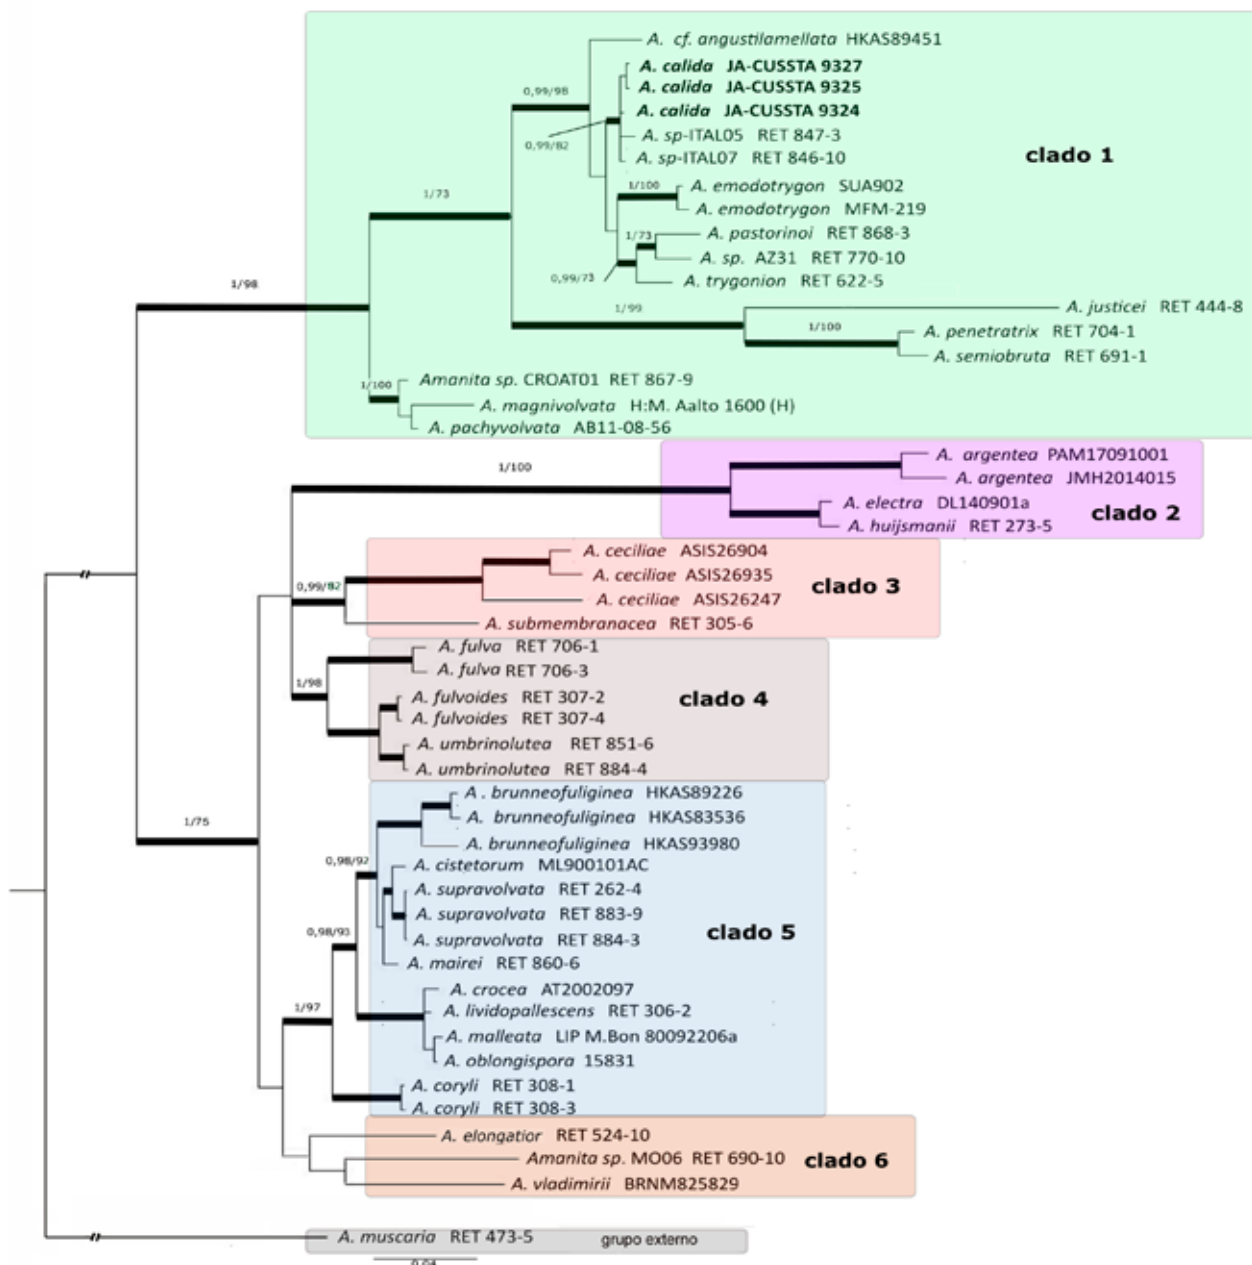 A. cf. angustilamellata HKAS89451
A. calida JA-CUSSTA 9327
0,99/98
A. calida JA-CUSSTA 9325
A. calida JA-CUSSTA 9324
A. sp-ITAL05 RET 847-3
0,99/82
clado 1
A. sp-ITAL07 RET 846-10
1/73
1/100
A. emodotrygon SUA902
A. emodotrygon MFM-219
1/73
A. pastorinoi RET 868-3
A. sp. AZ31 RET 770-10
0,99/73
A. trygonion RET 622-5
1/98
1/99
A. justicei RET 444-8
1/100
A. penetratrix RET 704-1
A. semiobruta RET 691-1
1/100
Amanita sp. CROAT01 RET 867-9
A. magnivolvata H:M. Aalto 1600 (H)
A. pachyvolvata AB11-08-56
1/100
A. argentea PAM17091001
A. argentea JMH2014015
A. electra DL140901a
clado 2
A. huijsmanii RET 273-5
A. ceciliae ASIS26904
A. ceciliae ASIS26935
clado 3
A. ceciliae ASIS26247
A. submembranacea RET 305-6
A. fulva RET 706-1
A. fulva RET 706-3
1/98
A. fulvoides RET 307-2
clado 4
A. fulvoides RET 307-4
A. umbrinolutea RET 851-6
A. umbrinolutea RET 884-4
A . brunneofuliginea HKAS89226
1/75
A. brunneofuliginea HKAS83536
A. brunneofuliginea HKAS93980
0,98/92
A. cistetorum ML900101AC
A. supravolvata RET 262-4
A. supravolvata RET 883-9
0,98/93
clado 5
A. supravolvata RET 884-3
A. mairei RET 860-6
A. crocea AT2002097
1/97
A. lividopallescens RET 306-2
A. malleata LIP M.Bon 80092206a
A. oblongispora 15831
A. coryli RET 308-1
A. coryli RET 308-3
A. elongatior RET 524-10
Amanita sp. MO06 RET 690-10
clado 6
A. vladimirii BRNM825829
A. muscaria RET 473-5
grupo externo